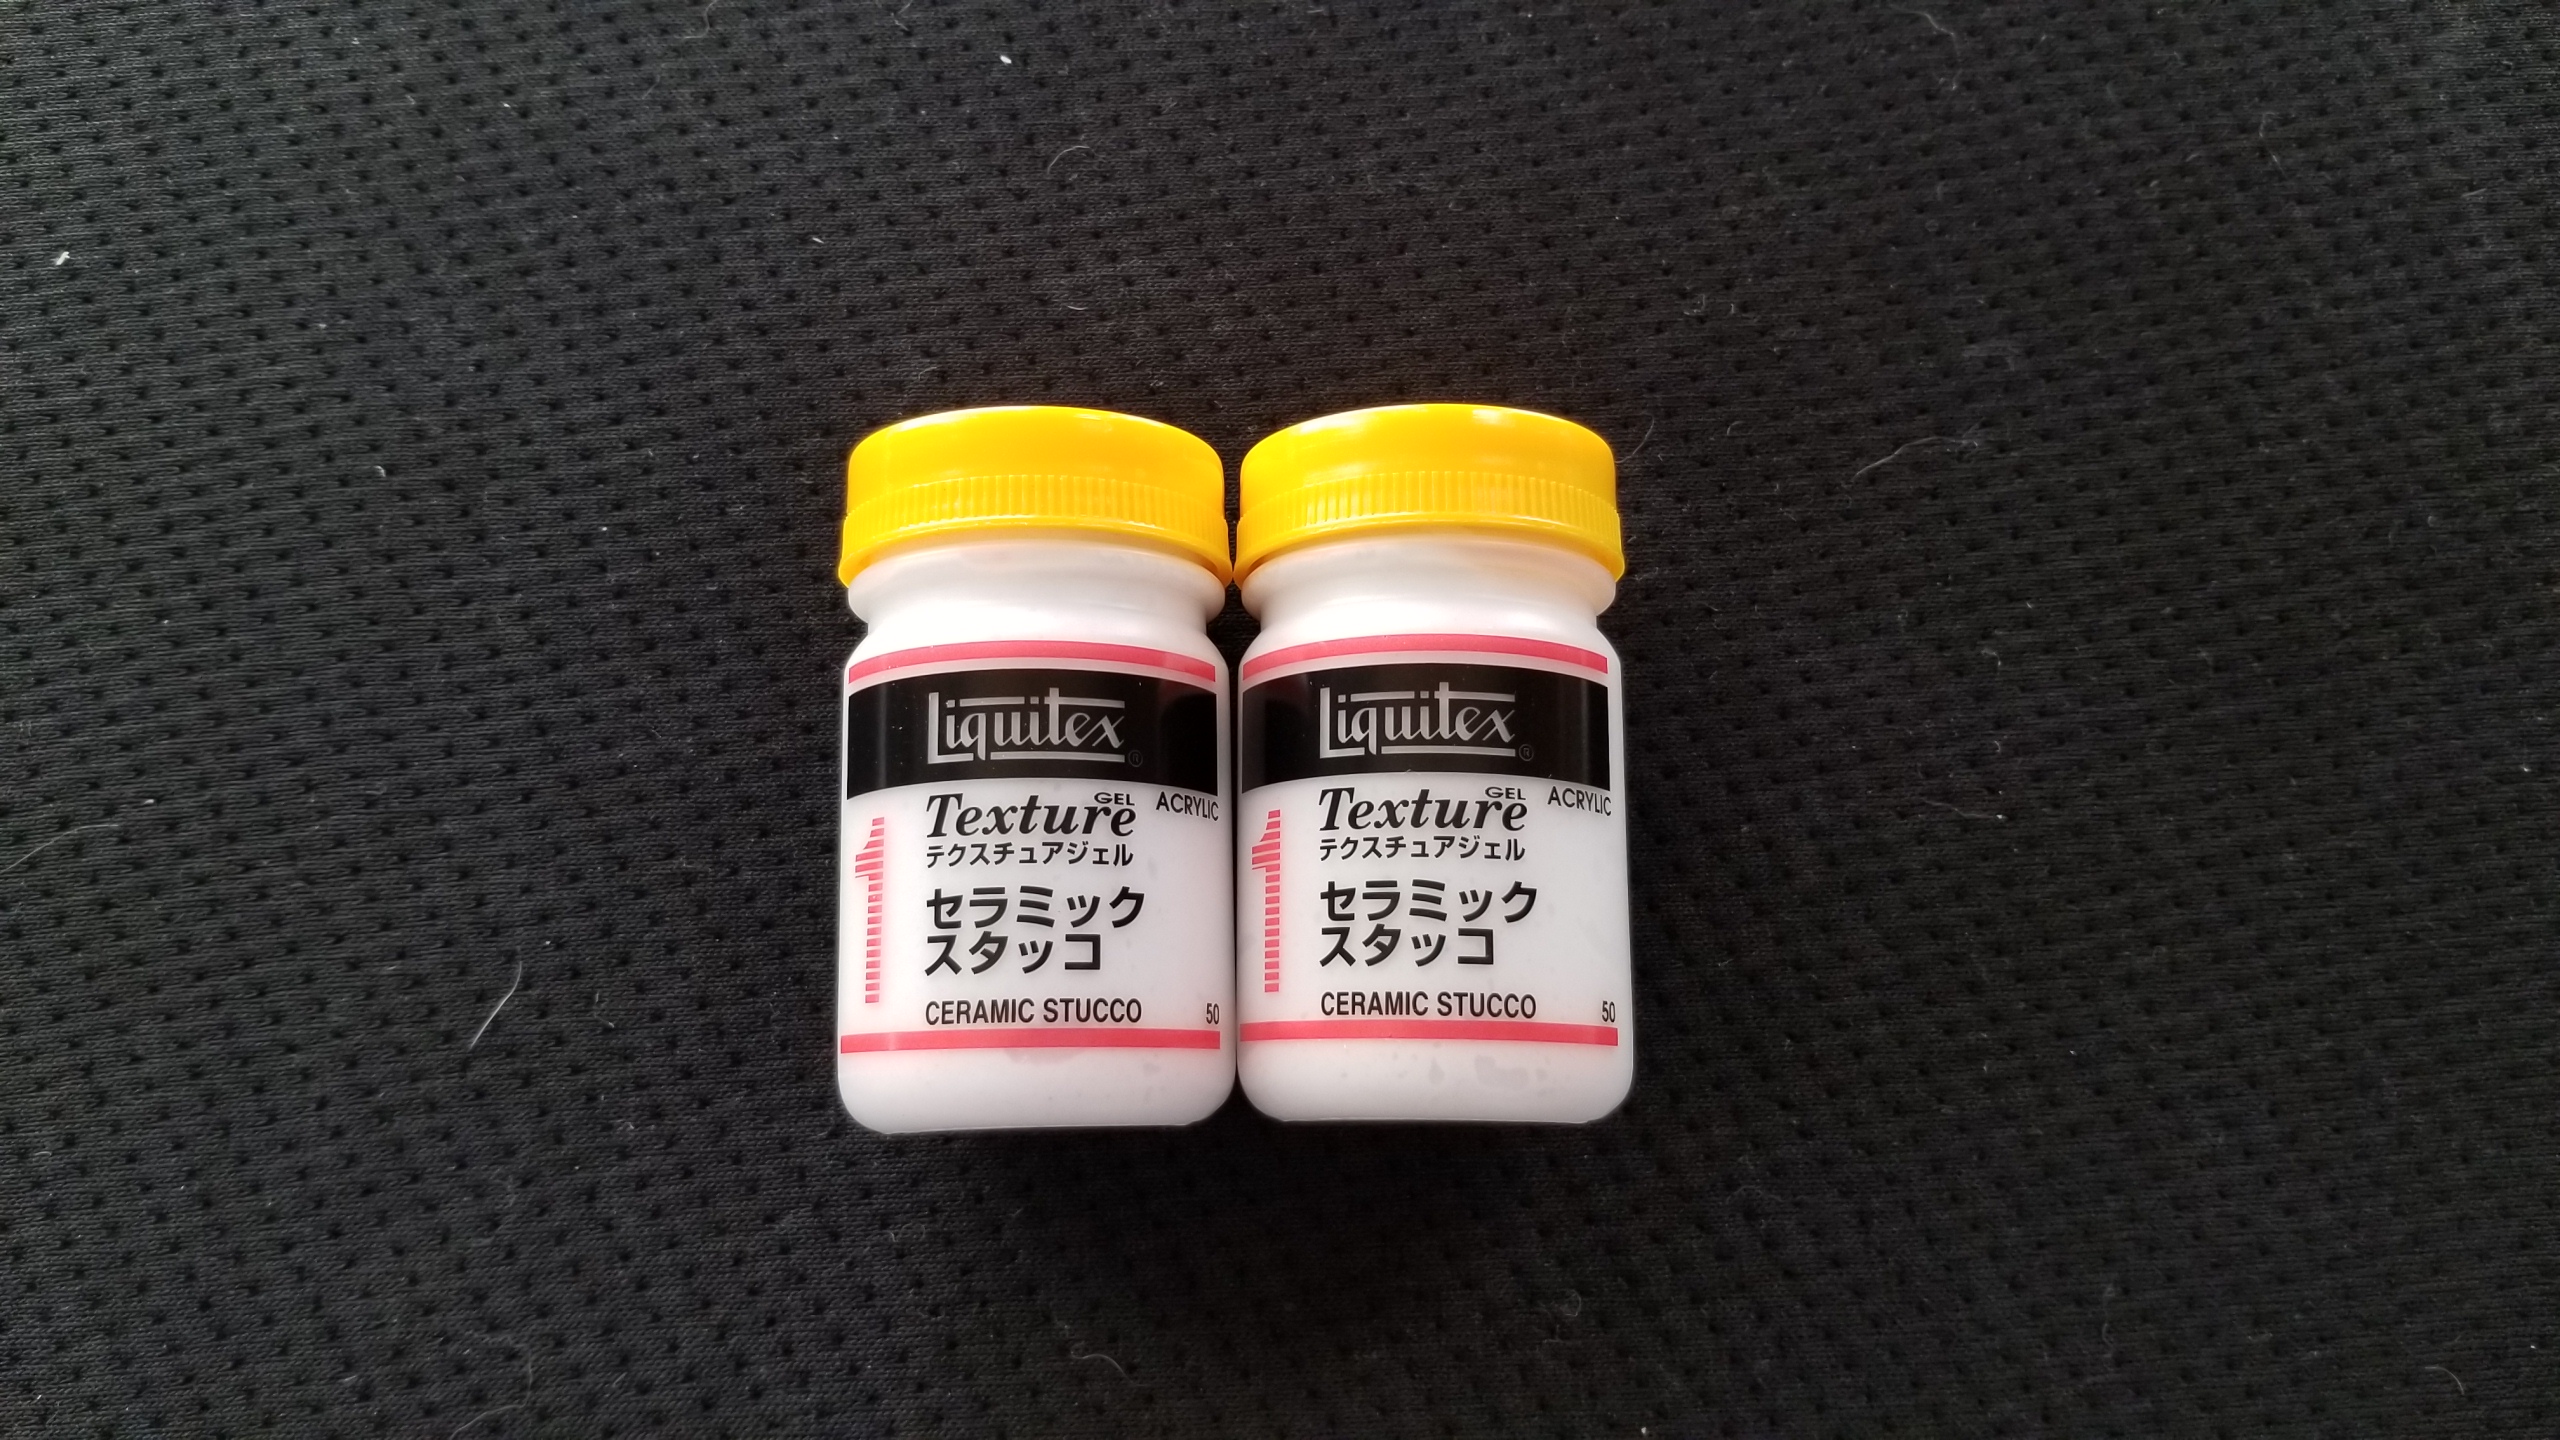 Liquitex®
Texture GEL ACRYLIC
テクスチュアジェル
1
セラミック
スタッコ
CERAMIC STUCCO 50
Liquitex®
Texture GEL ACRYLIC
テクスチュアジェル
1
セラミック
スタッコ
CERAMIC STUCCO 50